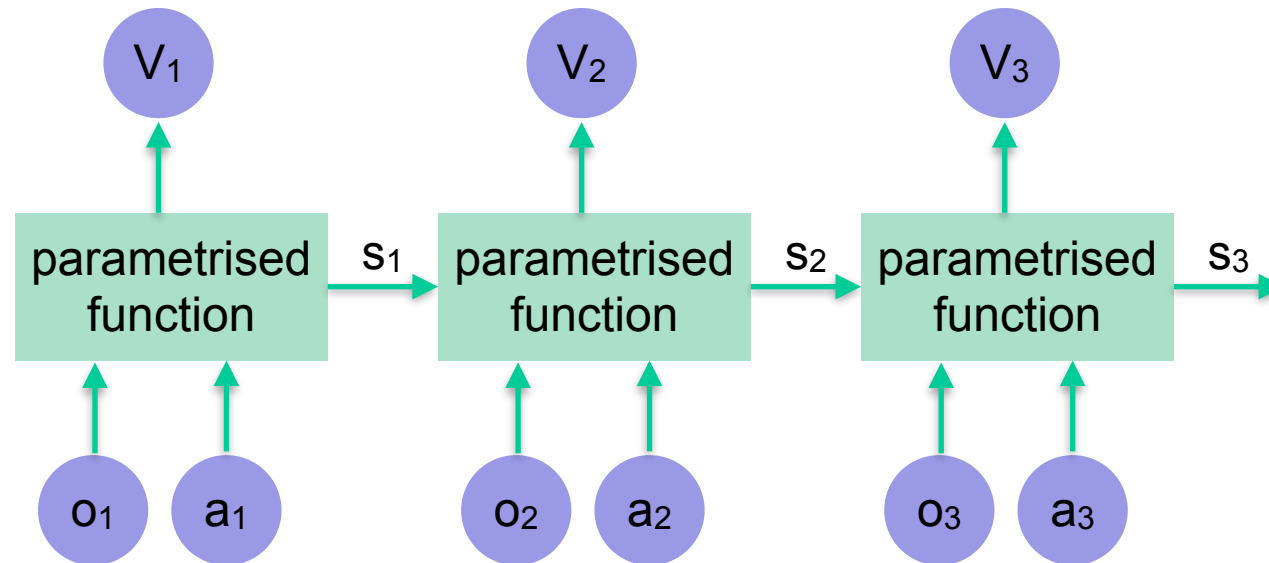 V₁ V₂ V₃
parametrised function s₁ parametrised function s₂ parametrised function s₃
o₁ a₁ o₂ a₂ o₃ a₃